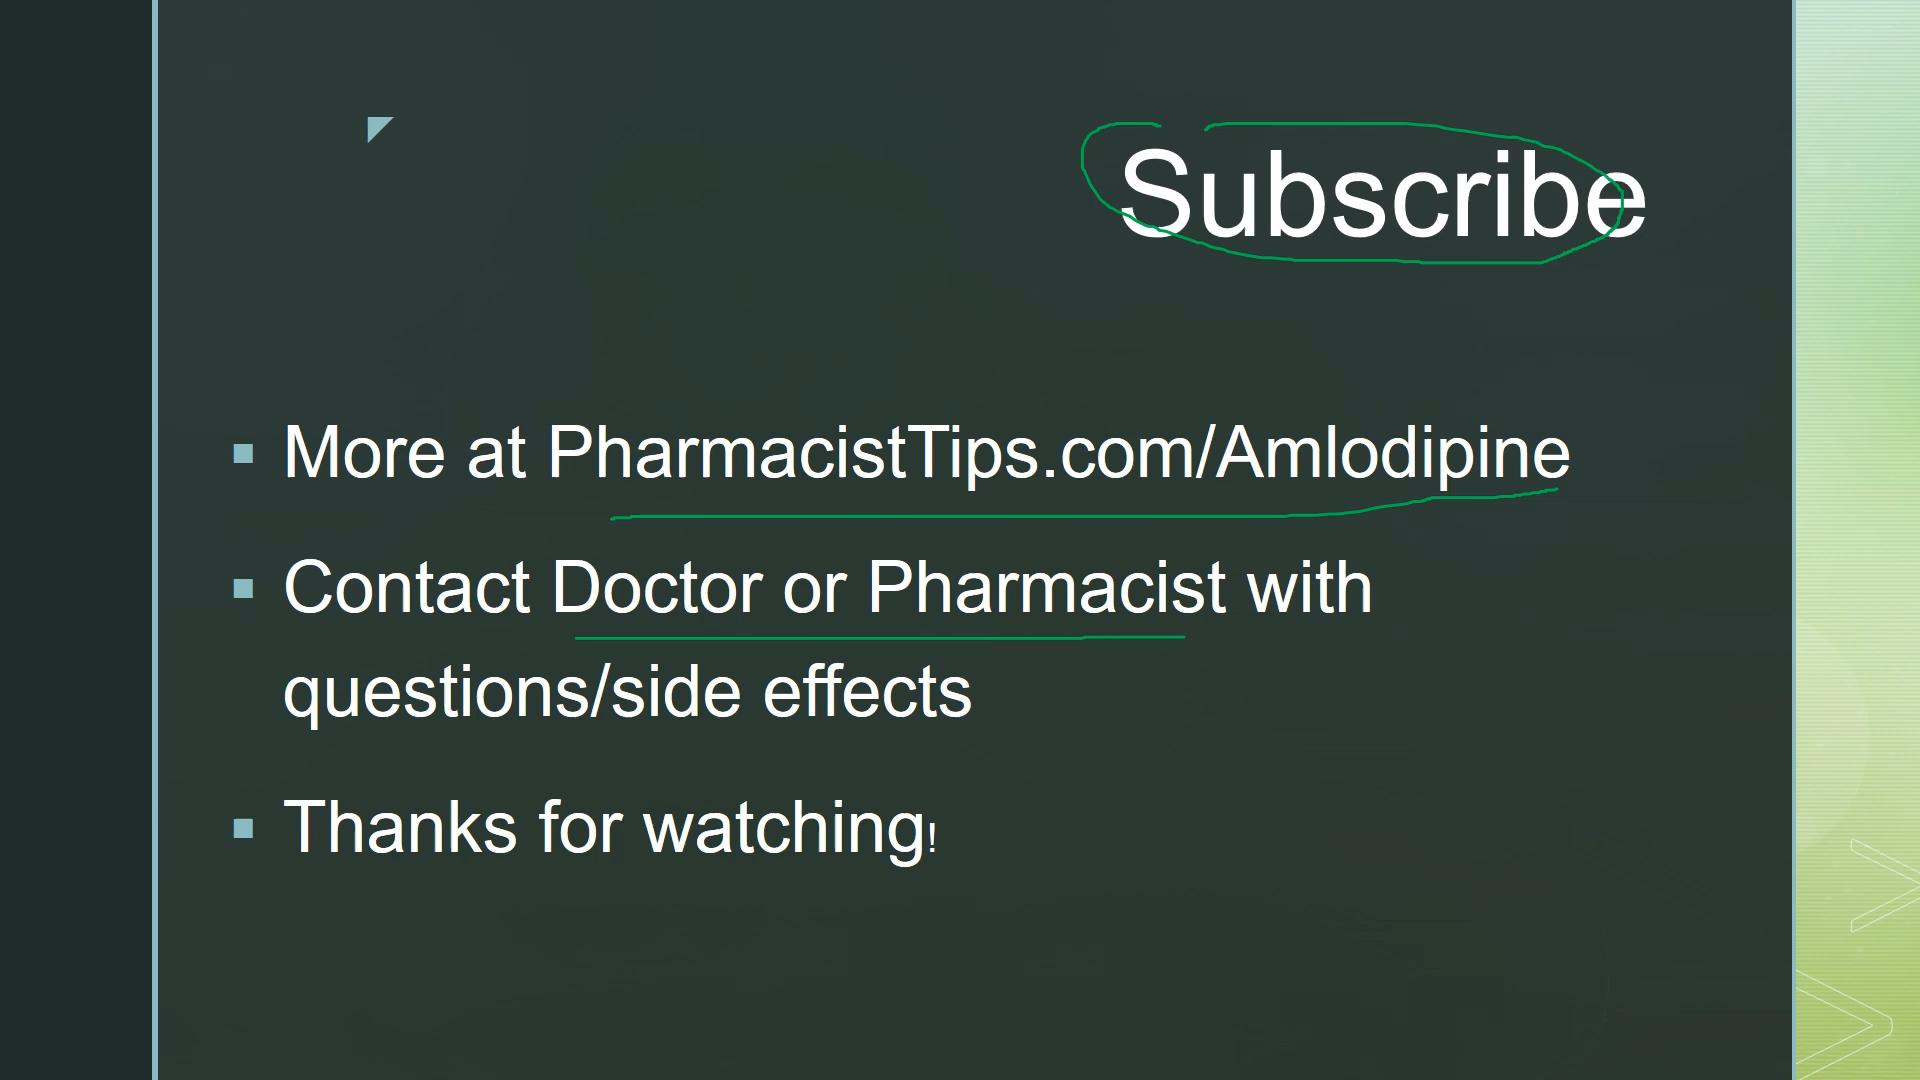 Subscribe
More at PharmacistTips.com/Amlodipine
Contact Doctor or Pharmacist with
questions/side effects
Thanks for watching!